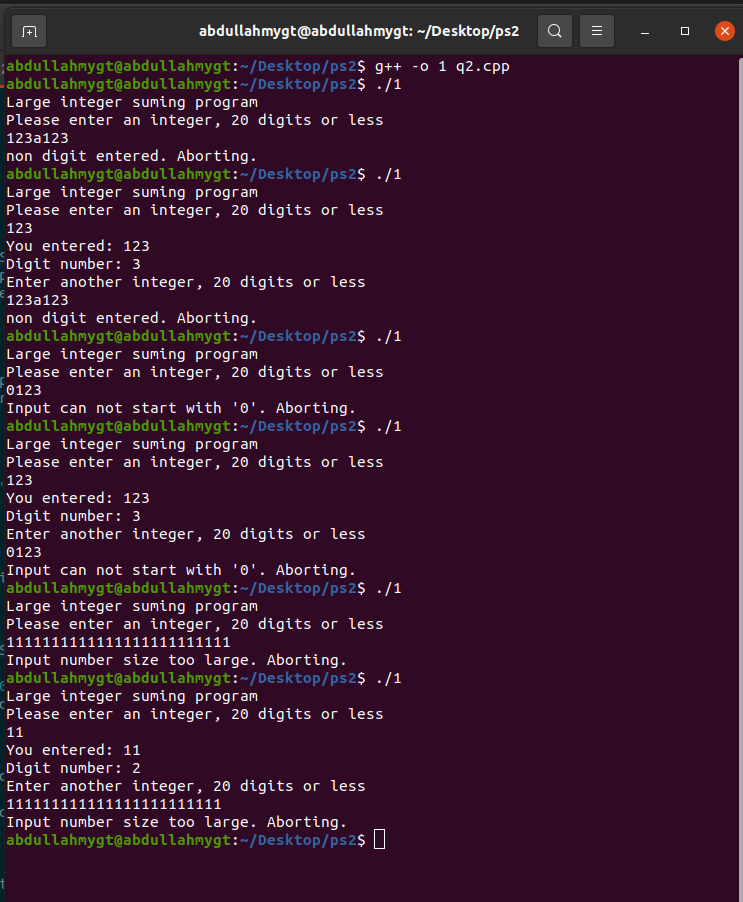 abdullahmygt@abdullahmygt: ~/Desktop/ps2
abdullahmygt@abdullahmygt:~/Desktop/ps2$ g++ -o 1 q2.cpp
abdullahmygt@abdullahmygt:~/Desktop/ps2$ ./1
Large integer suming program
Please enter an integer, 20 digits or less
123a123
non digit entered. Aborting.
abdullahmygt@abdullahmygt:~/Desktop/ps2$ ./1
Large integer suming program
Please enter an integer, 20 digits or less
123
You entered: 123
Digit number: 3
Enter another integer, 20 digits or less
123a123
non digit entered. Aborting.
abdullahmygt@abdullahmygt:~/Desktop/ps2$ ./1
Large integer suming program
Please enter an integer, 20 digits or less
0123
Input can not start with '0'. Aborting.
abdullahmygt@abdullahmygt:~/Desktop/ps2$ ./1
Large integer suming program
Please enter an integer, 20 digits or less
123
You entered: 123
Digit number: 3
Enter another integer, 20 digits or less
0123
Input can not start with '0'. Aborting.
abdullahmygt@abdullahmygt:~/Desktop/ps2$ ./1
Large integer suming program
Please enter an integer, 20 digits or less
1111111111111111111111111
Input number size too large. Aborting.
abdullahmygt@abdullahmygt:~/Desktop/ps2$ ./1
Large integer suming program
Please enter an integer, 20 digits or less
11
You entered: 11
Digit number: 2
Enter another integer, 20 digits or less
111111111111111111111111
Input number size too large. Aborting.
abdullahmygt@abdullahmygt:~/Desktop/ps2$